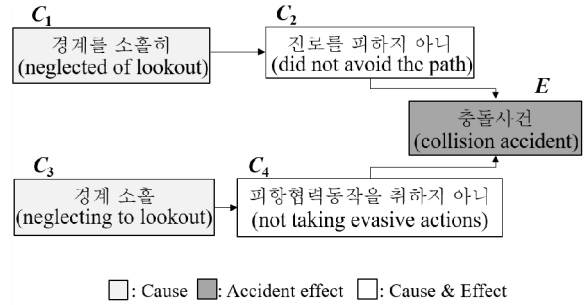 C1
C2
경계를 소홀히
(neglected of lookout)
진로를 피하지 아니
(did not avoid the path)
E
충돌사건
(collision accident)
C3
C4
경계 소홀
(neglecting to lookout)
피항협력동작을 취하지 아니
(not taking evasive actions)
: Cause : Accident effect : Cause & Effect